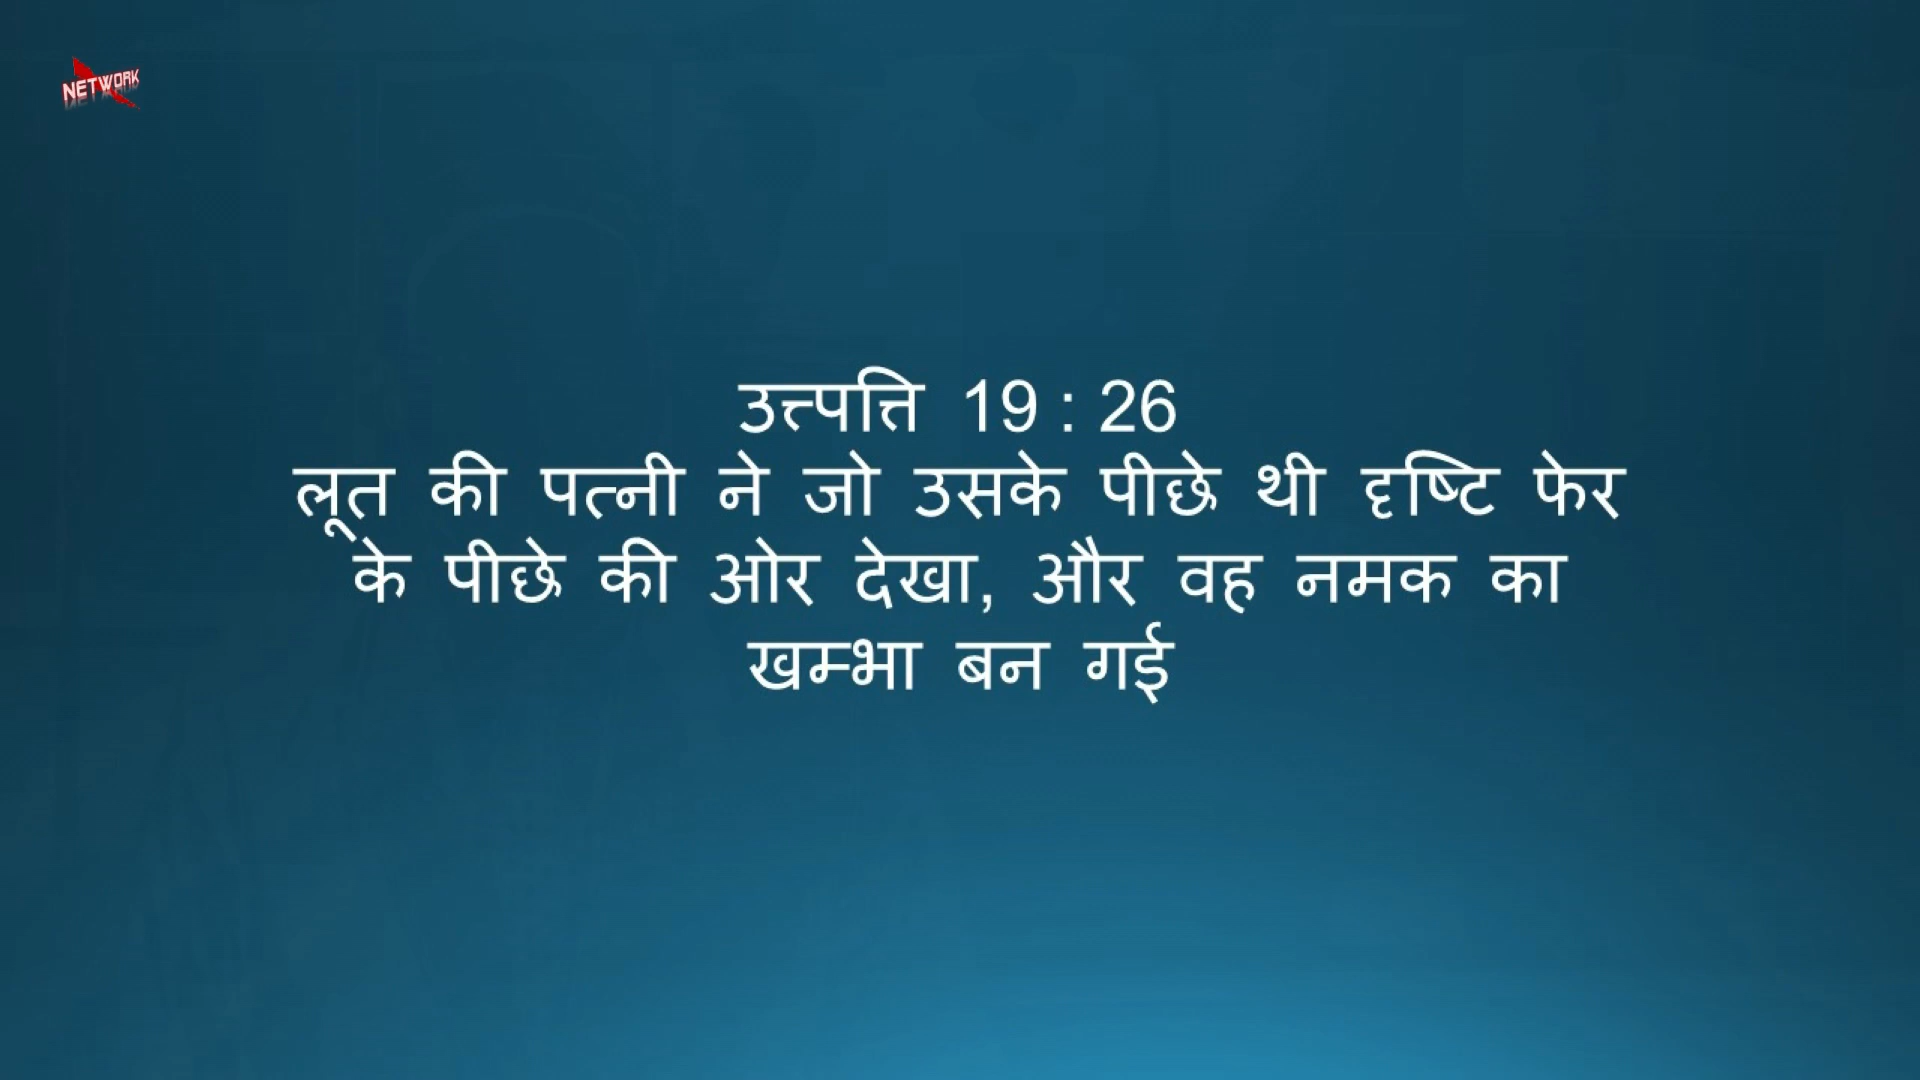 NETWORK
उत्त्पत्ति 19 : 26
लूत की पत्नी ने जो उसके पीछे थी दृष्टि फेर
के पीछे की ओर देखा, और वह नमक का
खम्भा बन गई